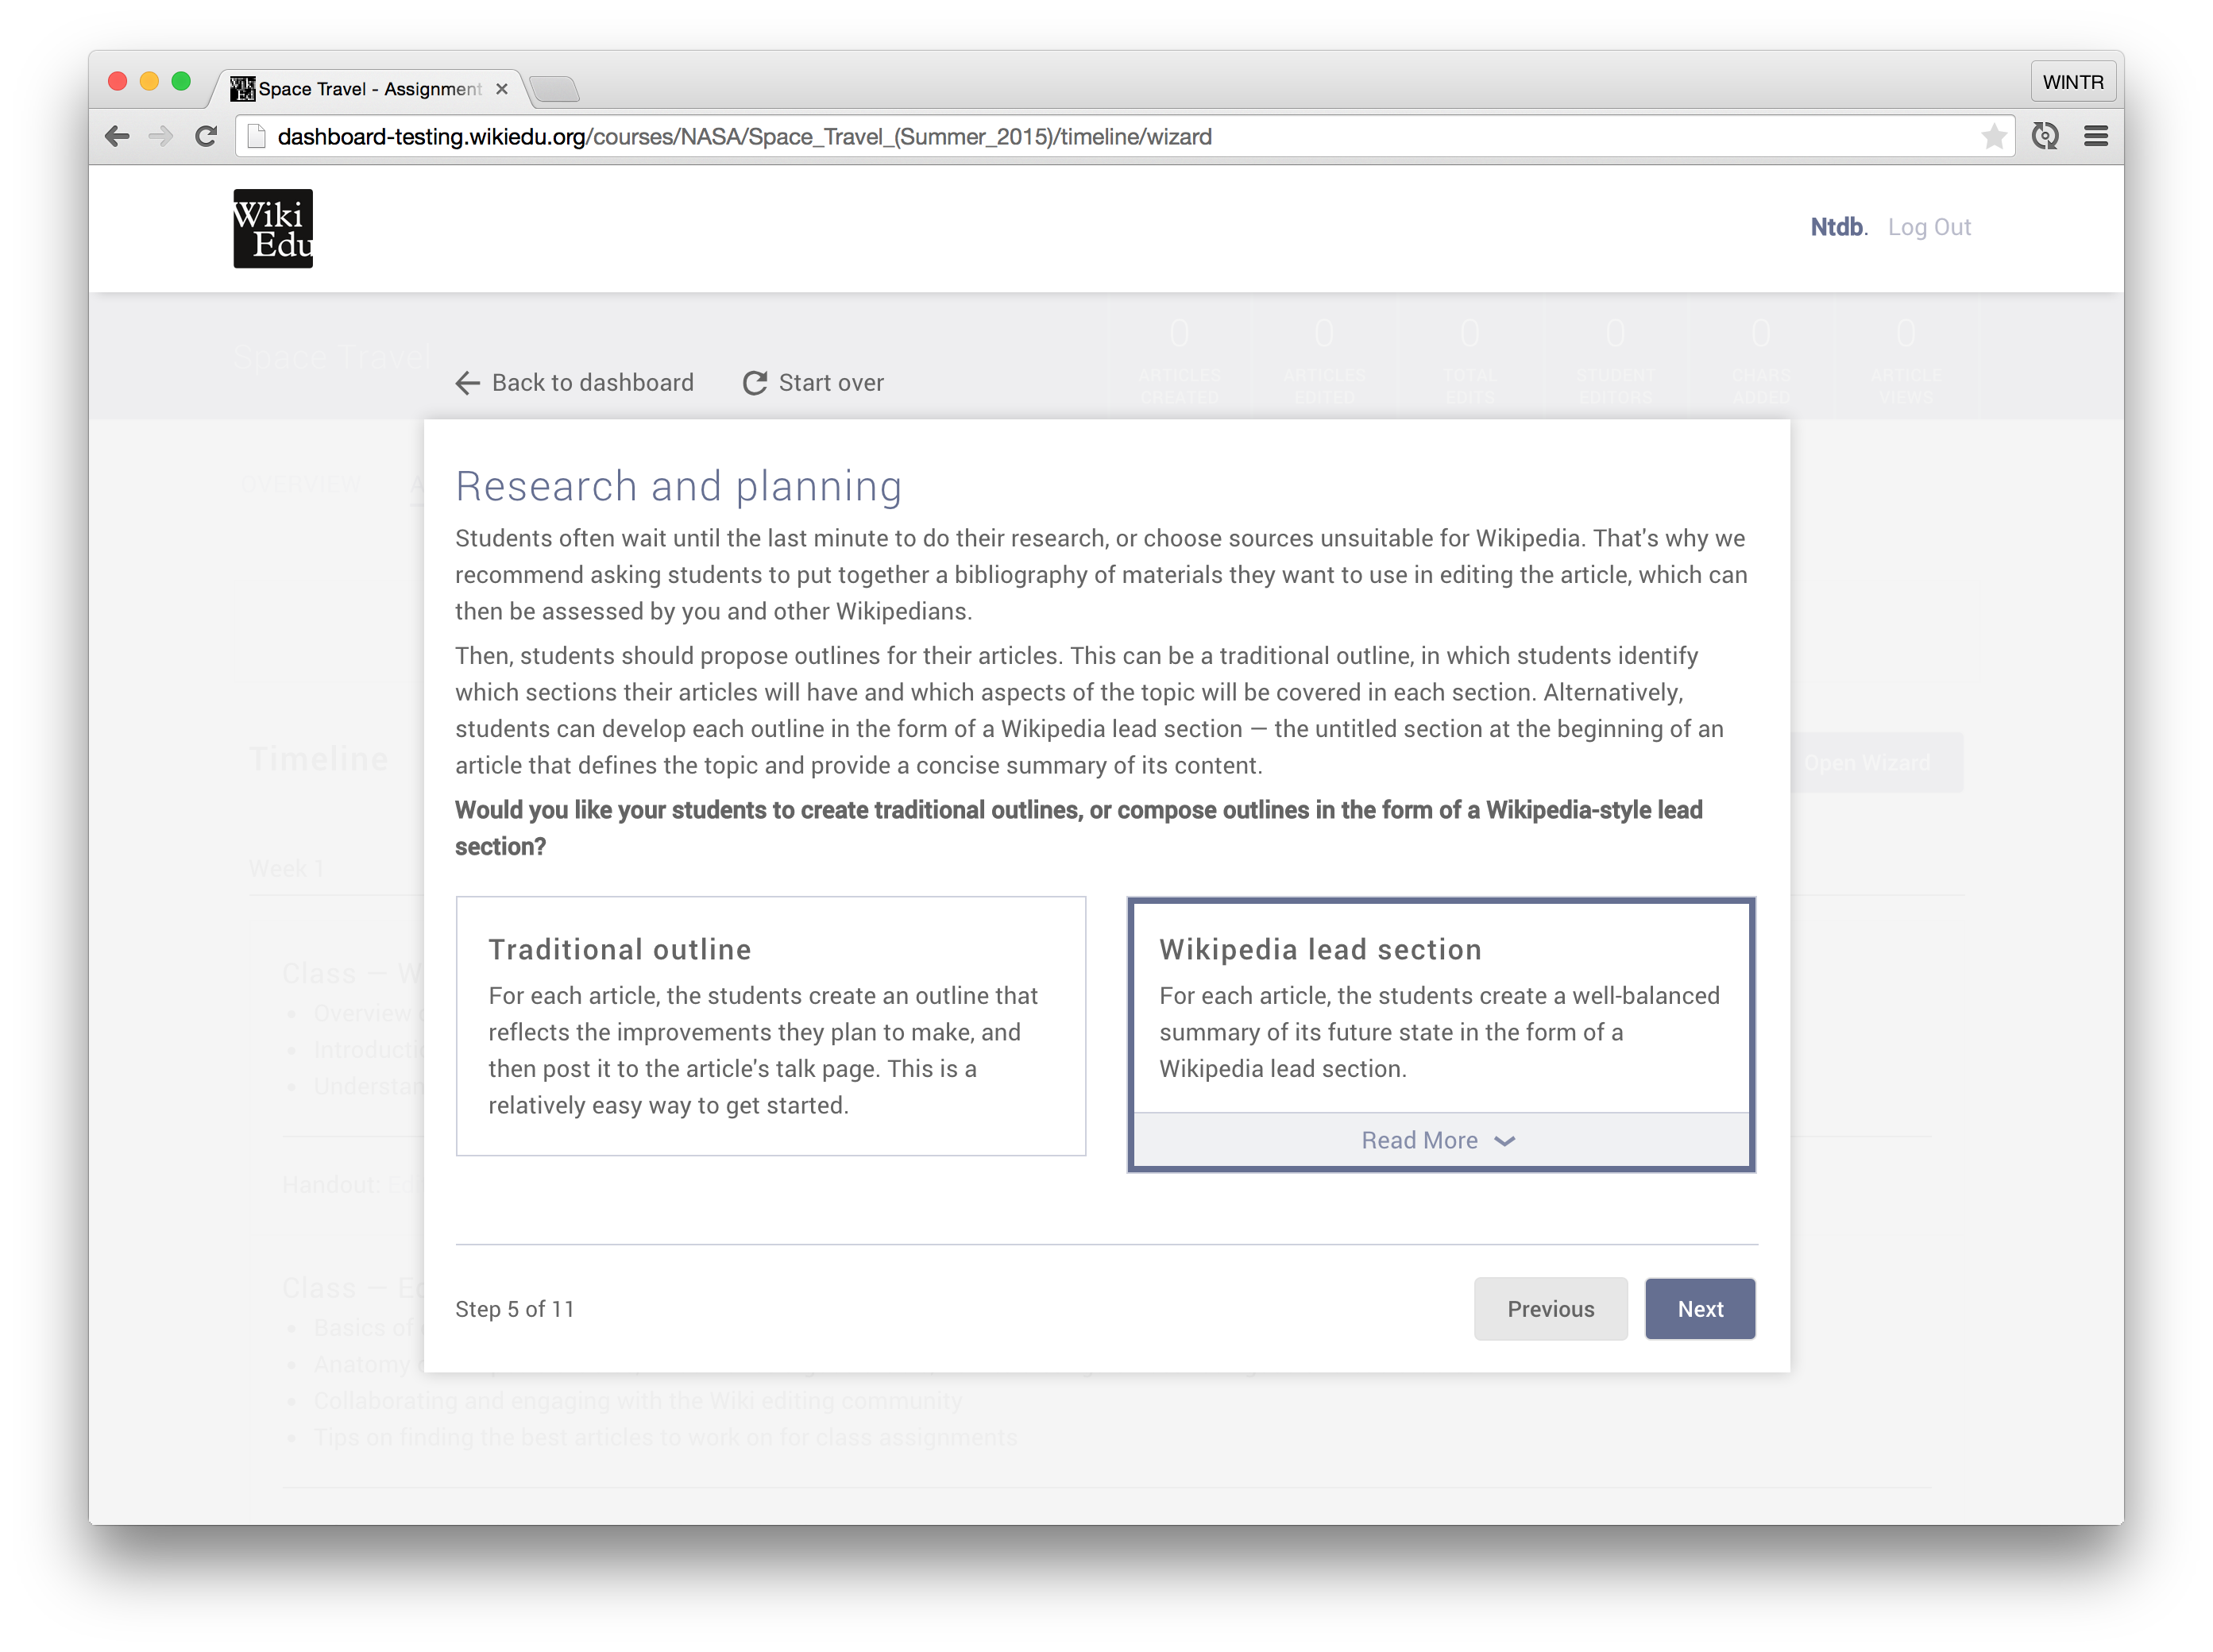 Space Travel - Assignment
WINTR
dashboard-testing.wikiedu.org/courses/NASA/Space_Travel_(Summer_2015)/timeline/wizard
Wiki
Edu
Ntdb. Log Out
Space Travel
0 0 0 0 0 0
ARTICLES ARTICLES TOTAL STUDENT CHARS ARTICLE
CREATED EDITED EDITS EDITORS ADDED VIEWS
Back to dashboard Start over
OVERVIEW
Research and planning
Students often wait until the last minute to do their research, or choose sources unsuitable for Wikipedia. That's why we
recommend asking students to put together a bibliography of materials they want to use in editing the article, which can
then be assessed by you and other Wikipedians.
Then, students should propose outlines for their articles. This can be a traditional outline, in which students identify
which sections their articles will have and which aspects of the topic will be covered in each section. Alternatively,
students can develop each outline in the form of a Wikipedia lead section — the untitled section at the beginning of an
article that defines the topic and provide a concise summary of its content.
Timeline
Open Wizard
Would you like your students to create traditional outlines, or compose outlines in the form of a Wikipedia-style lead
section?
Week 1
Traditional outline
For each article, the students create an outline that
reflects the improvements they plan to make, and
then post it to the article's talk page. This is a
relatively easy way to get started.
Wikipedia lead section
For each article, the students create a well-balanced
summary of its future state in the form of a
Wikipedia lead section.
Read More
Class — W
• Overview
• Introductio
• Understan
Handout:
Class — Ed
• Basics of
• Anatomy
Step 5 of 11
Previous Next
• Collaborating and engaging with the Wiki editing community
• Tips on finding the best articles to work on for class assignments